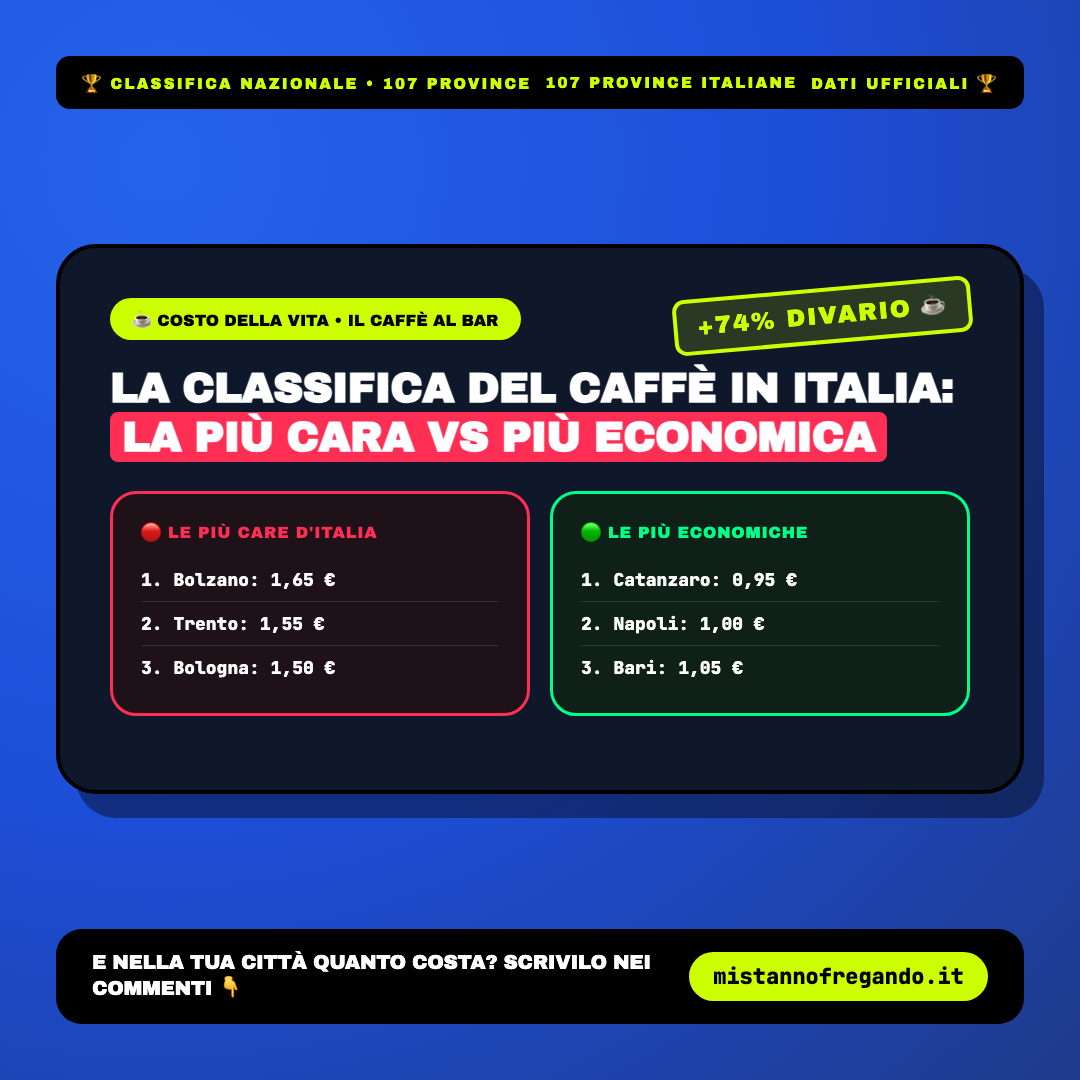 🏆 CLASSIFICA NAZIONALE • 107 PROVINCE 107 PROVINCE ITALIANE DATI UFFICIALI 🏆
☕ COSTO DELLA VITA • IL CAFFÈ AL BAR
+74% DIVARIO ☕
LA CLASSIFICA DEL CAFFÈ IN ITALIA:
LA PIÙ CARA VS PIÙ ECONOMICA
🔴 LE PIÙ CARE D'ITALIA
1. Bolzano: 1,65 €
2. Trento: 1,55 €
3. Bologna: 1,50 €
🟢 LE PIÙ ECONOMICHE
1. Catanzaro: 0,95 €
2. Napoli: 1,00 €
3. Bari: 1,05 €
E NELLA TUA CITTÀ QUANTO COSTA? SCRIVILO NEI
COMMENTI 👇
mistannofregando.it